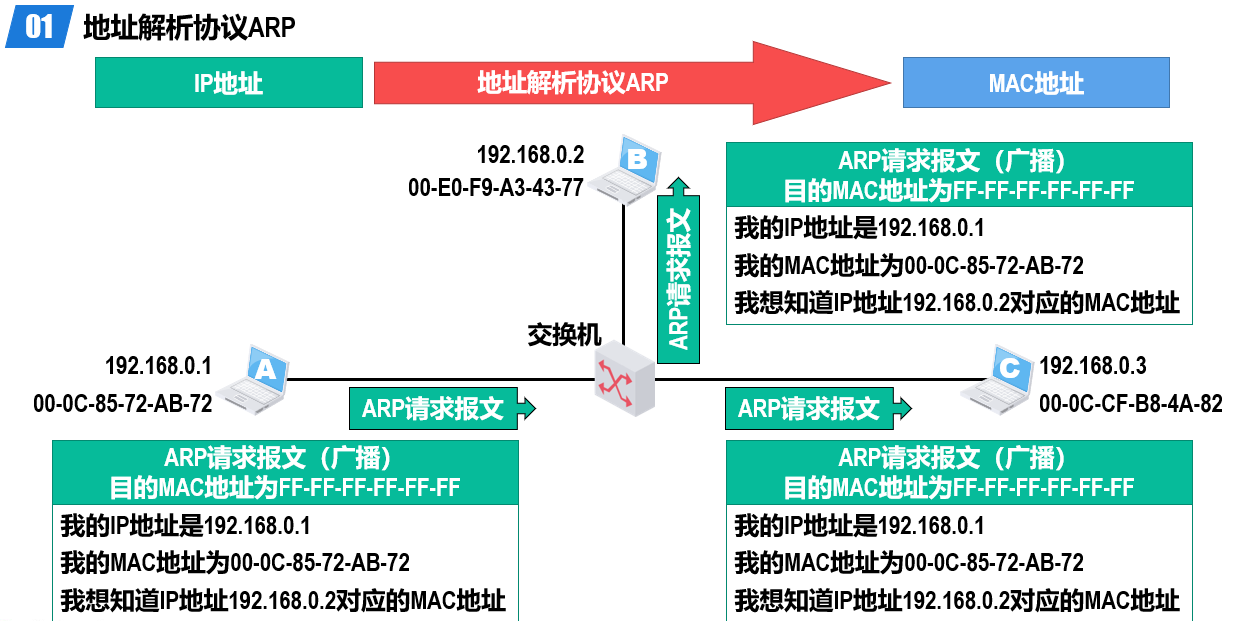 01 地址解析协议ARP
IP地址
地址解析协议ARP
MAC地址
192.168.0.2
00-E0-F9-A3-43-77
B
ARP请求报文
ARP请求报文（广播）
目的MAC地址为FF-FF-FF-FF-FF-FF
我的IP地址是192.168.0.1
我的MAC地址为00-0C-85-72-AB-72
我想知道IP地址192.168.0.2对应的MAC地址
交换机
192.168.0.1
00-0C-85-72-AB-72
A
ARP请求报文
ARP请求报文
C
192.168.0.3
00-0C-CF-B8-4A-82
ARP请求报文（广播）
目的MAC地址为FF-FF-FF-FF-FF-FF
我的IP地址是192.168.0.1
我的MAC地址为00-0C-85-72-AB-72
我想知道IP地址192.168.0.2对应的MAC地址
ARP请求报文（广播）
目的MAC地址为FF-FF-FF-FF-FF-FF
我的IP地址是192.168.0.1
我的MAC地址为00-0C-85-72-AB-72
我想知道IP地址192.168.0.2对应的MAC地址